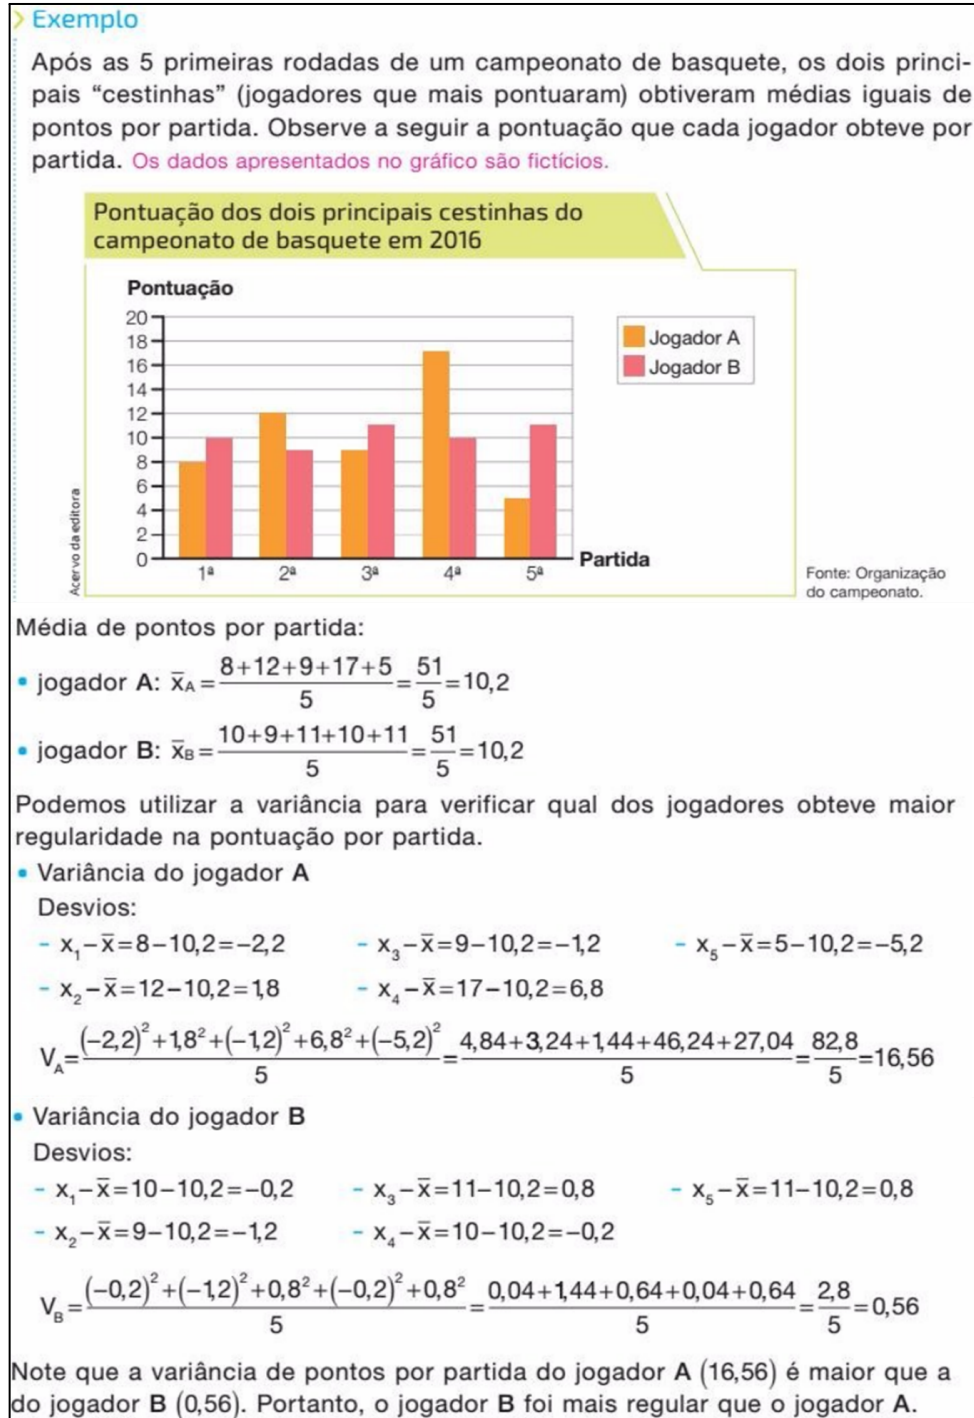 Exemplo
Após as 5 primeiras rodadas de um campeonato de basquete, os dois princi-
pais “cestinhas” (jogadores que mais pontuaram) obtiveram médias iguais de
pontos por partida. Observe a seguir a pontuação que cada jogador obteve por
partida. Os dados apresentados no gráfico são fictícios.
Pontuação dos dois principais cestinhas do
campeonato de basquete em 2016
Pontuação
20
18
16
14
12
10
8
6
4
2
0
1ª 2ª 3ª 4ª 5ª
Partida
Jogador A
Jogador B
Acervo da editora
Fonte: Organização
do campeonato.
Média de pontos por partida:
• jogador A: x̄_A = (8+12+9+17+5)/5 = 51/5 = 10,2
• jogador B: x̄_B = (10+9+11+10+11)/5 = 51/5 = 10,2
Podemos utilizar a variância para verificar qual dos jogadores obteve maior
regularidade na pontuação por partida.
• Variância do jogador A
Desvios:
- x₁−x̄=8−10,2=−2,2 - x₃−x̄=9−10,2=−1,2 - x₅−x̄=5−10,2=−5,2
- x₂−x̄=12−10,2=1,8 - x₄−x̄=17−10,2=6,8
V_A = ((−2,2)²+1,8²+(−1,2)²+6,8²+(−5,2)²)/5 = (4,84+3,24+1,44+46,24+27,04)/5 = 82,8/5 = 16,56
• Variância do jogador B
Desvios:
- x₁−x̄=10−10,2=−0,2 - x₃−x̄=11−10,2=0,8 - x₅−x̄=11−10,2=0,8
- x₂−x̄=9−10,2=−1,2 - x₄−x̄=10−10,2=−0,2
V_B = ((−0,2)²+(−1,2)²+0,8²+(−0,2)²+0,8²)/5 = (0,04+1,44+0,64+0,04+0,64)/5 = 2,8/5 = 0,56
Note que a variância de pontos por partida do jogador A (16,56) é maior que a
do jogador B (0,56). Portanto, o jogador B foi mais regular que o jogador A.